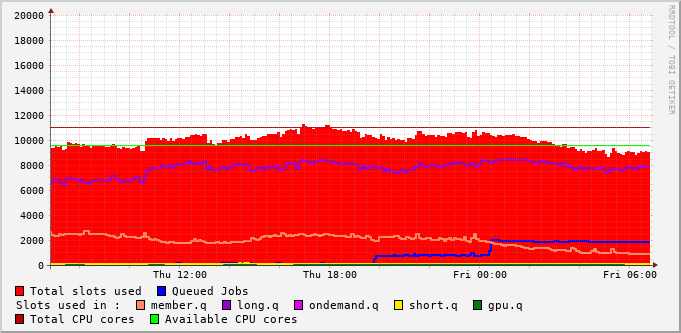 20000
18000
16000
14000
12000
10000
8000
6000
4000
2000
0
Thu 12:00 Thu 18:00 Fri 00:00 Fri 06:00
Total slots used Queued Jobs
Slots used in : member.q long.q ondemand.q short.q gpu.q
Total CPU cores Available CPU cores
RRDTOOL / TOBI OETIKER